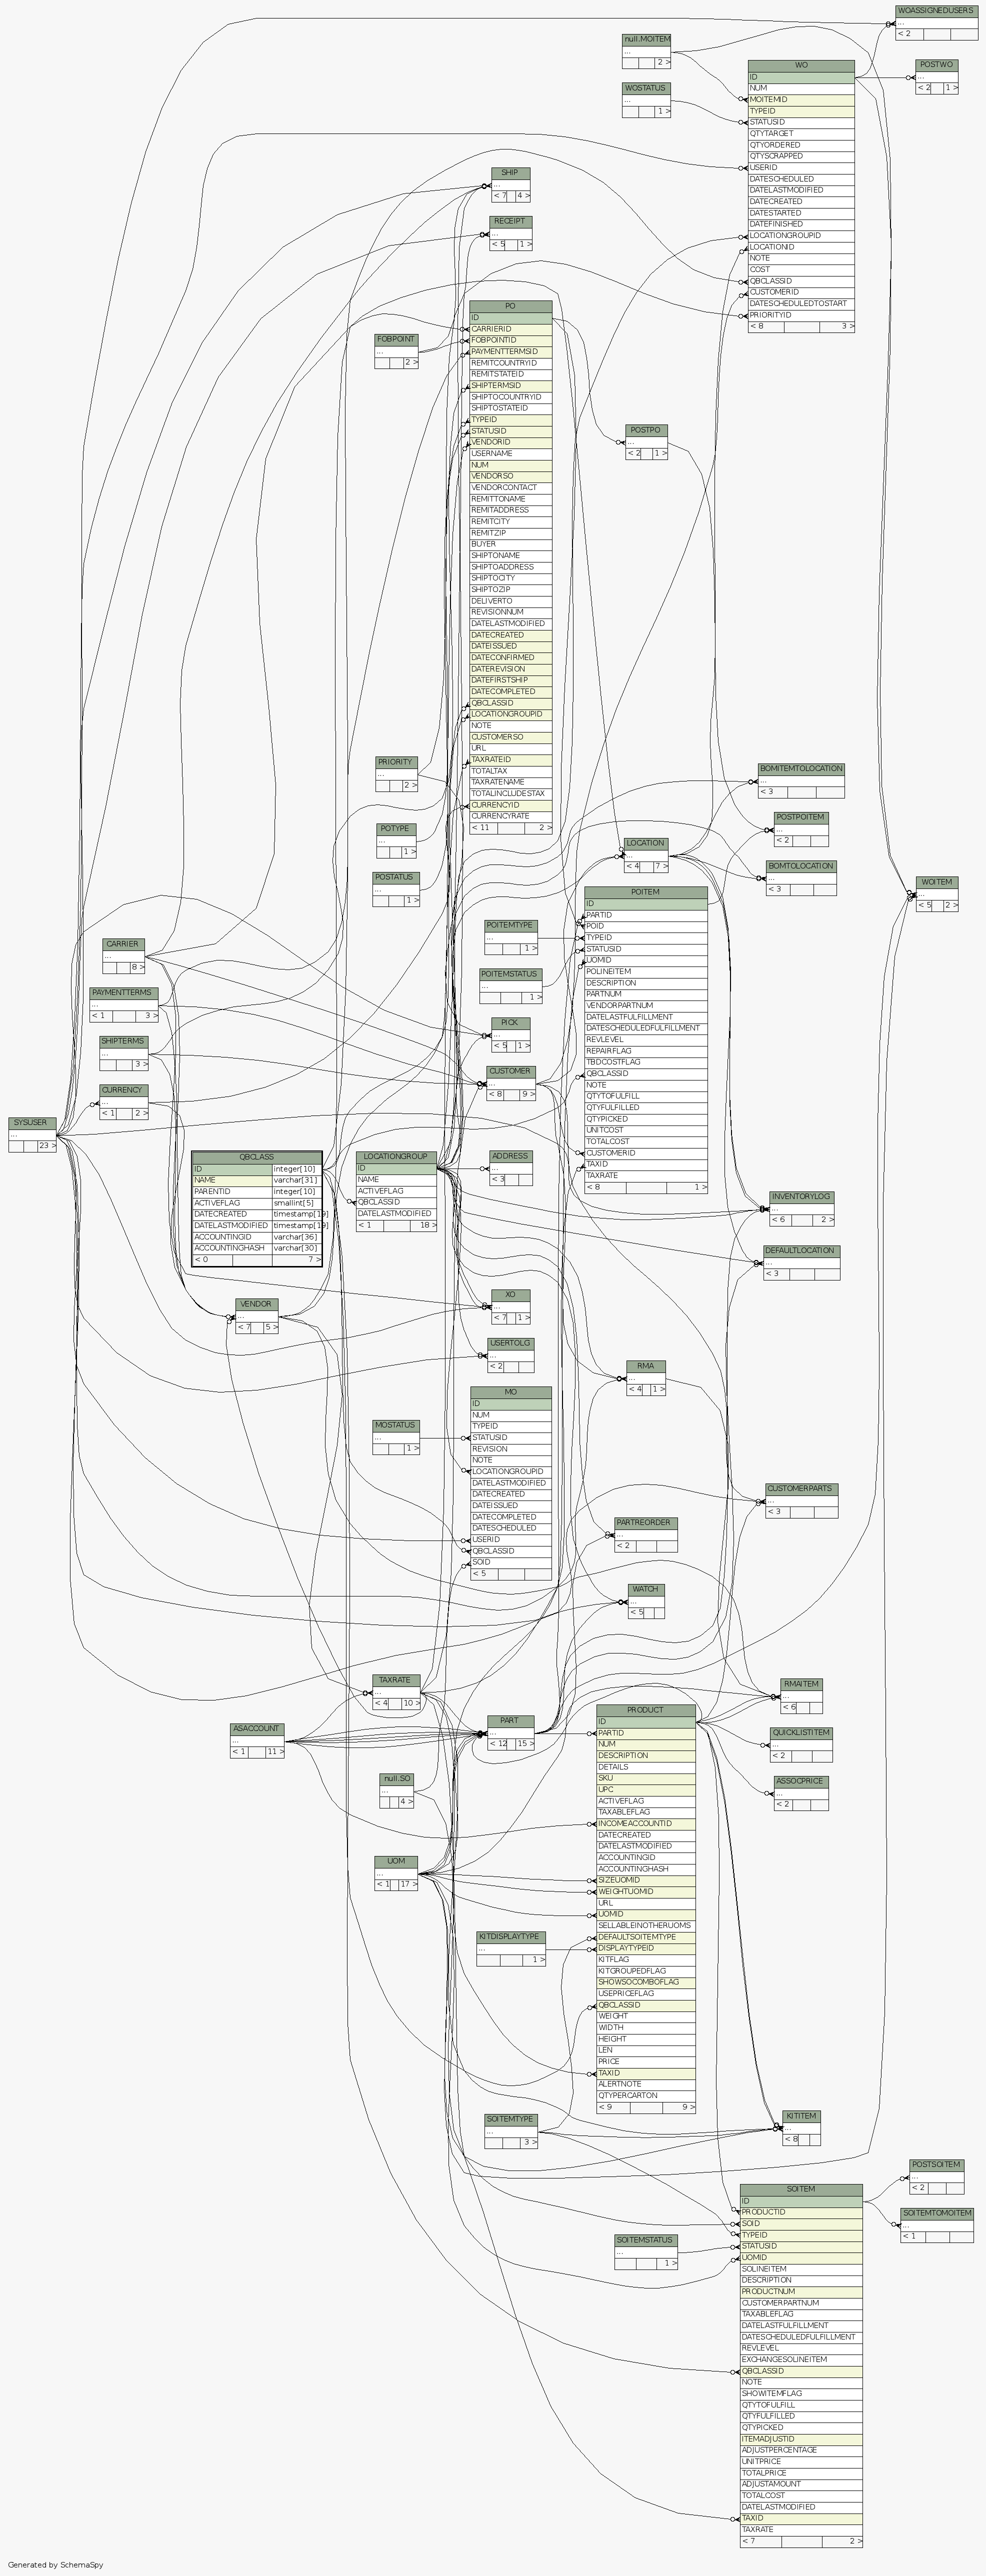 WOASSIGNEDUSERS
...
< 2
null.MOITEM
...
2 >
WO
ID
NUM
MOITEMID
TYPEID
STATUSID
QTYTARGET
QTYORDERED
QTYSCRAPPED
USERID
DATESCHEDULED
DATELASTMODIFIED
DATECREATED
DATESTARTED
DATEFINISHED
LOCATIONGROUPID
LOCATIONID
NOTE
COST
QBCLASSID
CUSTOMERID
DATESCHEDULEDTOSTART
PRIORITYID
< 8 3 >
POSTWO
...
< 2 1 >
WOSTATUS
...
1 >
SHIP
...
< 7 4 >
RECEIPT
...
< 5 1 >
PO
ID
CARRIERID
FOBPOINTID
PAYMENTTERMSID
REMITCOUNTRYID
REMITSTATEID
SHIPTERMSID
SHIPTOCOUNTRYID
SHIPTOSTATEID
TYPEID
STATUSID
VENDORID
USERNAME
NUM
VENDORSO
VENDORCONTACT
REMITTONAME
REMITADDRESS
REMITCITY
REMITZIP
BUYER
SHIPTONAME
SHIPTOADDRESS
SHIPTOCITY
SHIPTOZIP
DELIVERTO
REVISIONNUM
DATELASTMODIFIED
DATECREATED
DATEISSUED
DATECONFIRMED
DATEREVISION
DATEFIRSTSHIP
DATECOMPLETED
QBCLASSID
LOCATIONGROUPID
NOTE
CUSTOMERSO
URL
TAXRATEID
TOTALTAX
TAXRATENAME
TOTALINCLUDESTAX
CURRENCYID
CURRENCYRATE
< 11 2 >
FOBPOINT
...
2 >
POSTPO
...
< 2 1 >
PRIORITY
...
2 >
BOMITEMTOLOCATION
...
< 3
POTYPE
...
1 >
POSTPOITEM
...
< 2
LOCATION
...
< 4 7 >
BOMTOLOCATION
...
< 3
POSTATUS
...
1 >
WOITEM
...
< 5 2 >
POITEM
ID
PARTID
POID
TYPEID
STATUSID
UOMID
POLINEITEM
DESCRIPTION
PARTNUM
VENDORPARTNUM
DATELASTFULFILLMENT
DATESCHEDULEDFULFILLMENT
REVLEVEL
REPAIRFLAG
TBDCOSTFLAG
QBCLASSID
NOTE
QTYTOFULFILL
QTYFULFILLED
QTYPICKED
UNITCOST
TOTALCOST
CUSTOMERID
TAXID
TAXRATE
< 8 1 >
POITEMTYPE
...
1 >
CARRIER
...
8 >
POITEMSTATUS
...
1 >
PAYMENTTERMS
...
< 1 3 >
PICK
...
< 5 1 >
SHIPTERMS
...
3 >
CUSTOMER
...
< 8 9 >
CURRENCY
...
< 1 2 >
SYSUSER
...
23 >
QBCLASS
ID integer[10]
NAME varchar[31]
PARENTID integer[10]
ACTIVEFLAG smallint[5]
DATECREATED timestamp[19]
DATELASTMODIFIED timestamp[19]
ACCOUNTINGID varchar[36]
ACCOUNTINGHASH varchar[30]
< 0 7 >
LOCATIONGROUP
ID
NAME
ACTIVEFLAG
QBCLASSID
DATELASTMODIFIED
< 1 18 >
ADDRESS
...
< 3
INVENTORYLOG
...
< 6 2 >
DEFAULTLOCATION
...
< 3
VENDOR
...
< 7 5 >
XO
...
< 7 1 >
USERTOLG
...
< 2
RMA
...
< 4 1 >
MO
ID
NUM
TYPEID
STATUSID
REVISION
NOTE
LOCATIONGROUPID
DATELASTMODIFIED
DATECREATED
DATEISSUED
DATECOMPLETED
DATESCHEDULED
USERID
QBCLASSID
SOID
< 5
MOSTATUS
...
1 >
CUSTOMERPARTS
...
< 3
PARTREORDER
...
< 2
WATCH
...
< 5
TAXRATE
...
< 4 10 >
RMAITEM
...
< 6
ASACCOUNT
...
< 1 11 >
PART
...
< 12 15 >
PRODUCT
ID
PARTID
NUM
DESCRIPTION
DETAILS
SKU
UPC
ACTIVEFLAG
TAXABLEFLAG
INCOMEACCOUNTID
DATECREATED
DATELASTMODIFIED
ACCOUNTINGID
ACCOUNTINGHASH
SIZEUOMID
WEIGHTUOMID
URL
UOMID
SELLABLEINOTHERUOMS
DEFAULTSOITEMTYPE
DISPLAYTYPEID
KITFLAG
KITGROUPEDFLAG
SHOWSOCOMBOFLAG
USEPRICEFLAG
QBCLASSID
WEIGHT
WIDTH
HEIGHT
LEN
PRICE
TAXID
ALERTNOTE
QTYPERCARTON
< 9 9 >
QUICKLISTITEM
...
< 2
null.SO
...
4 >
ASSOCPRICE
...
< 2
UOM
...
< 1 17 >
KITDISPLAYTYPE
...
1 >
SOITEMTYPE
...
3 >
KITITEM
...
< 8
POSTSOITEM
...
< 2
SOITEM
ID
PRODUCTID
SOID
TYPEID
STATUSID
UOMID
SOLINEITEM
DESCRIPTION
PRODUCTNUM
CUSTOMERPARTNUM
TAXABLEFLAG
DATELASTFULFILLMENT
DATESCHEDULEDFULFILLMENT
REVLEVEL
EXCHANGESOLINEITEM
QBCLASSID
NOTE
SHOWITEMFLAG
QTYTOFULFILL
QTYFULFILLED
QTYPICKED
ITEMADJUSTID
ADJUSTPERCENTAGE
UNITPRICE
TOTALPRICE
ADJUSTAMOUNT
TOTALCOST
DATELASTMODIFIED
TAXID
TAXRATE
< 7 2 >
SOITEMTOMOITEM
...
< 1
SOITEMSTATUS
...
1 >
Generated by SchemaSpy